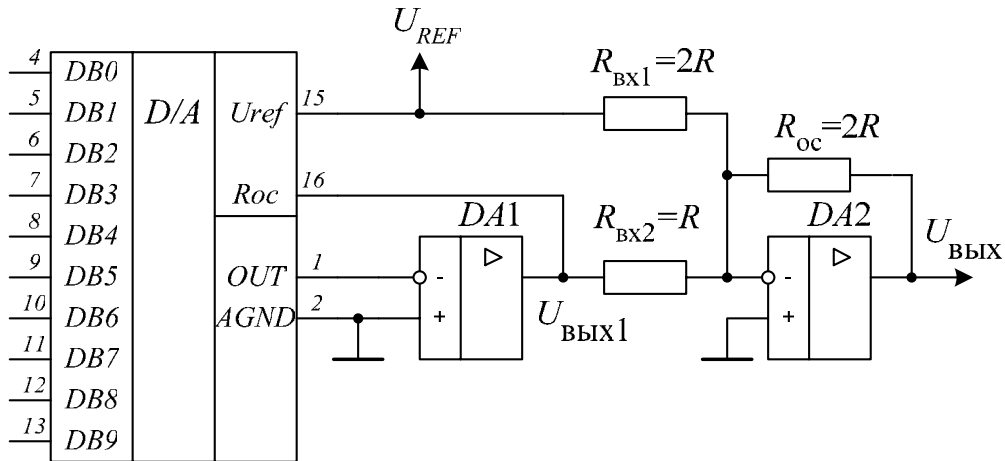 U_REF
4 DB0
5 DB1
6 DB2
7 DB3
8 DB4
9 DB5
10 DB6
11 DB7
12 DB8
13 DB9
D/A
Uref 15
Roc 16
OUT 1
AGND 2
R_вх1=2R
R_ос=2R
DA1
- ▷
+
R_вх2=R
DA2
- ▷
+
U_вых1
U_вых